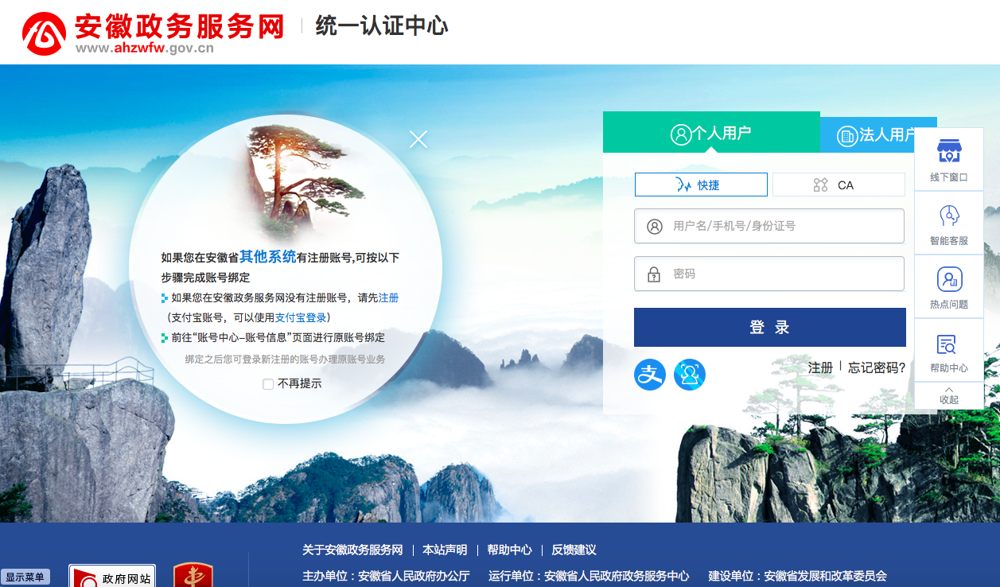 安徽政务服务网
统一认证中心
www.ahzwfw.gov.cn
个人用户
法人用户
快捷
CA
用户名/手机号/身份证号
密码
登 录
注册
忘记密码?
支
线下窗口
智能客服
热点问题
帮助中心
收起
如果您在安徽省其他系统有注册账号,可按以下
步骤完成账号绑定
如果您在安徽政务服务网没有注册账号，请先注册
（支付宝账号，可以使用支付宝登录）
前往“账号中心–账号信息”页面进行原账号绑定
绑定之后您可登录新注册的账号办理原账号业务
不再提示
关于安徽政务服务网
本站声明
帮助中心
反馈建议
主办单位：安徽省人民政府办公厅
运行单位：安徽省人民政府政务服务中心
建设单位：安徽省发展和改革委员会
显示菜单
政府网站